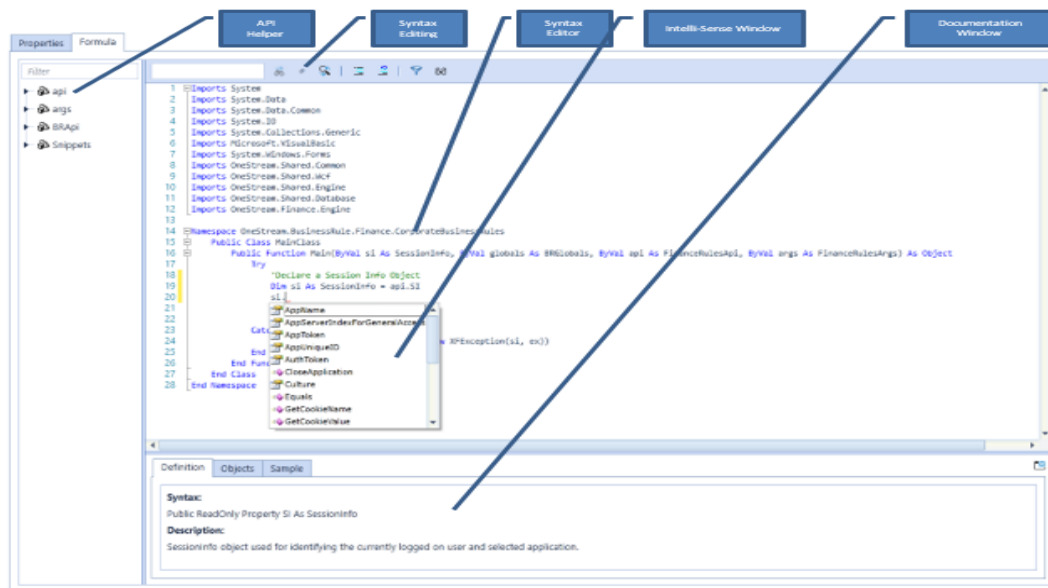 API Helper
Syntax Editing
Syntax Editor
Intelli-Sense Window
Documentation Window
Properties Formula
Filter
api
args
BRApi
Snippets
1 Imports System
2 Imports System.Data
3 Imports System.Data.Common
4 Imports System.IO
5 Imports System.Collections.Generic
6 Imports Microsoft.VisualBasic
7 Imports System.Windows.Forms
8 Imports OneStream.Shared.Common
9 Imports OneStream.Shared.Wcf
10 Imports OneStream.Shared.Engine
11 Imports OneStream.Shared.Database
12 Imports OneStream.Finance.Engine
13
14 Namespace OneStream.BusinessRule.Finance.CorporateBusinessRules
15 Public Class MainClass
16 Public Function Main(ByVal si As SessionInfo, ByVal globals As BRGlobals, ByVal api As FinanceRulesApi, ByVal args As FinanceRulesArgs) As Object
17 Try
18 'Declare a Session Info Object
19 Dim si As SessionInfo = api.SI
20 si.
21
22
23 Catc
24 XFException(si, ex))
25 End
26 End Func
27 End Class
28 End Namespace
AppName
AppServerIndexForGeneralAccess
AppToken
AppUniqueID
AuthToken
CloseApplication
Culture
Equals
GetCookieName
GetCookieValue
Definition Objects Sample
Syntax:
Public ReadOnly Property SI As SessionInfo
Description:
SessionInfo object used for identifying the currently logged on user and selected application.